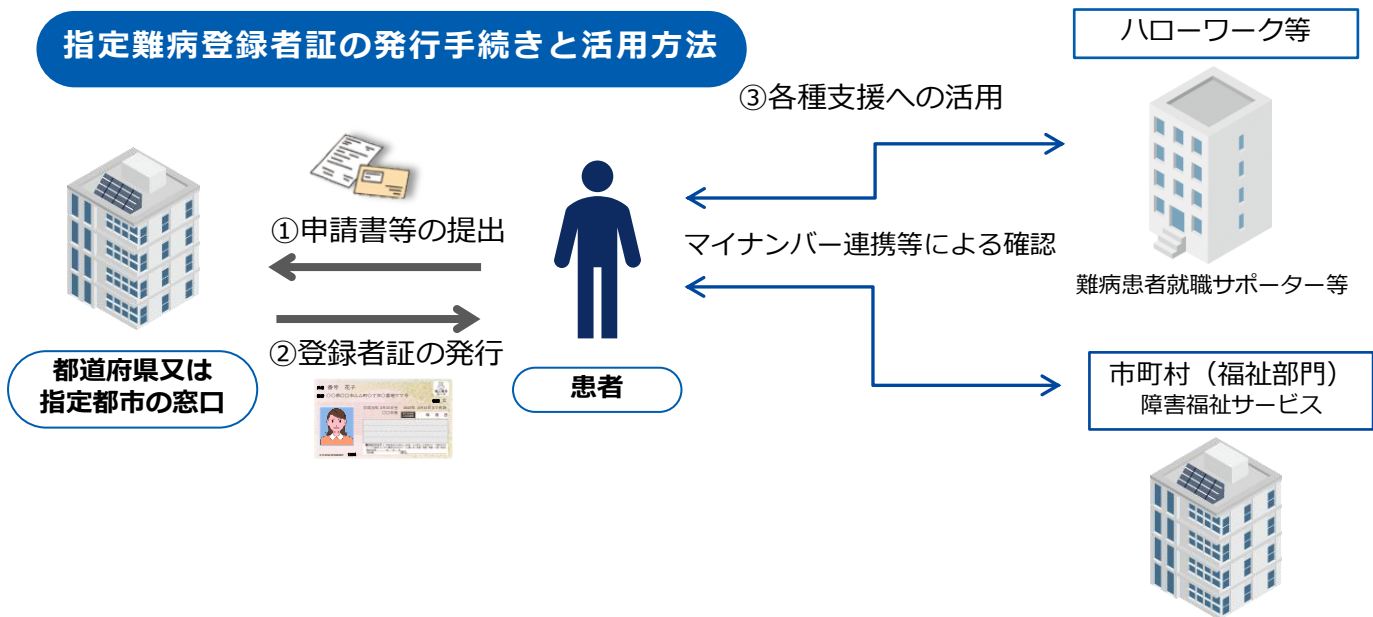 指定難病登録者証の発行手続きと活用方法
ハローワーク等
③各種支援への活用
①申請書等の提出
マイナンバー連携等による確認
難病患者就職サポーター等
②登録者証の発行
都道府県又は
指定都市の窓口
患者
市町村（福祉部門）
障害福祉サービス
番号 花子